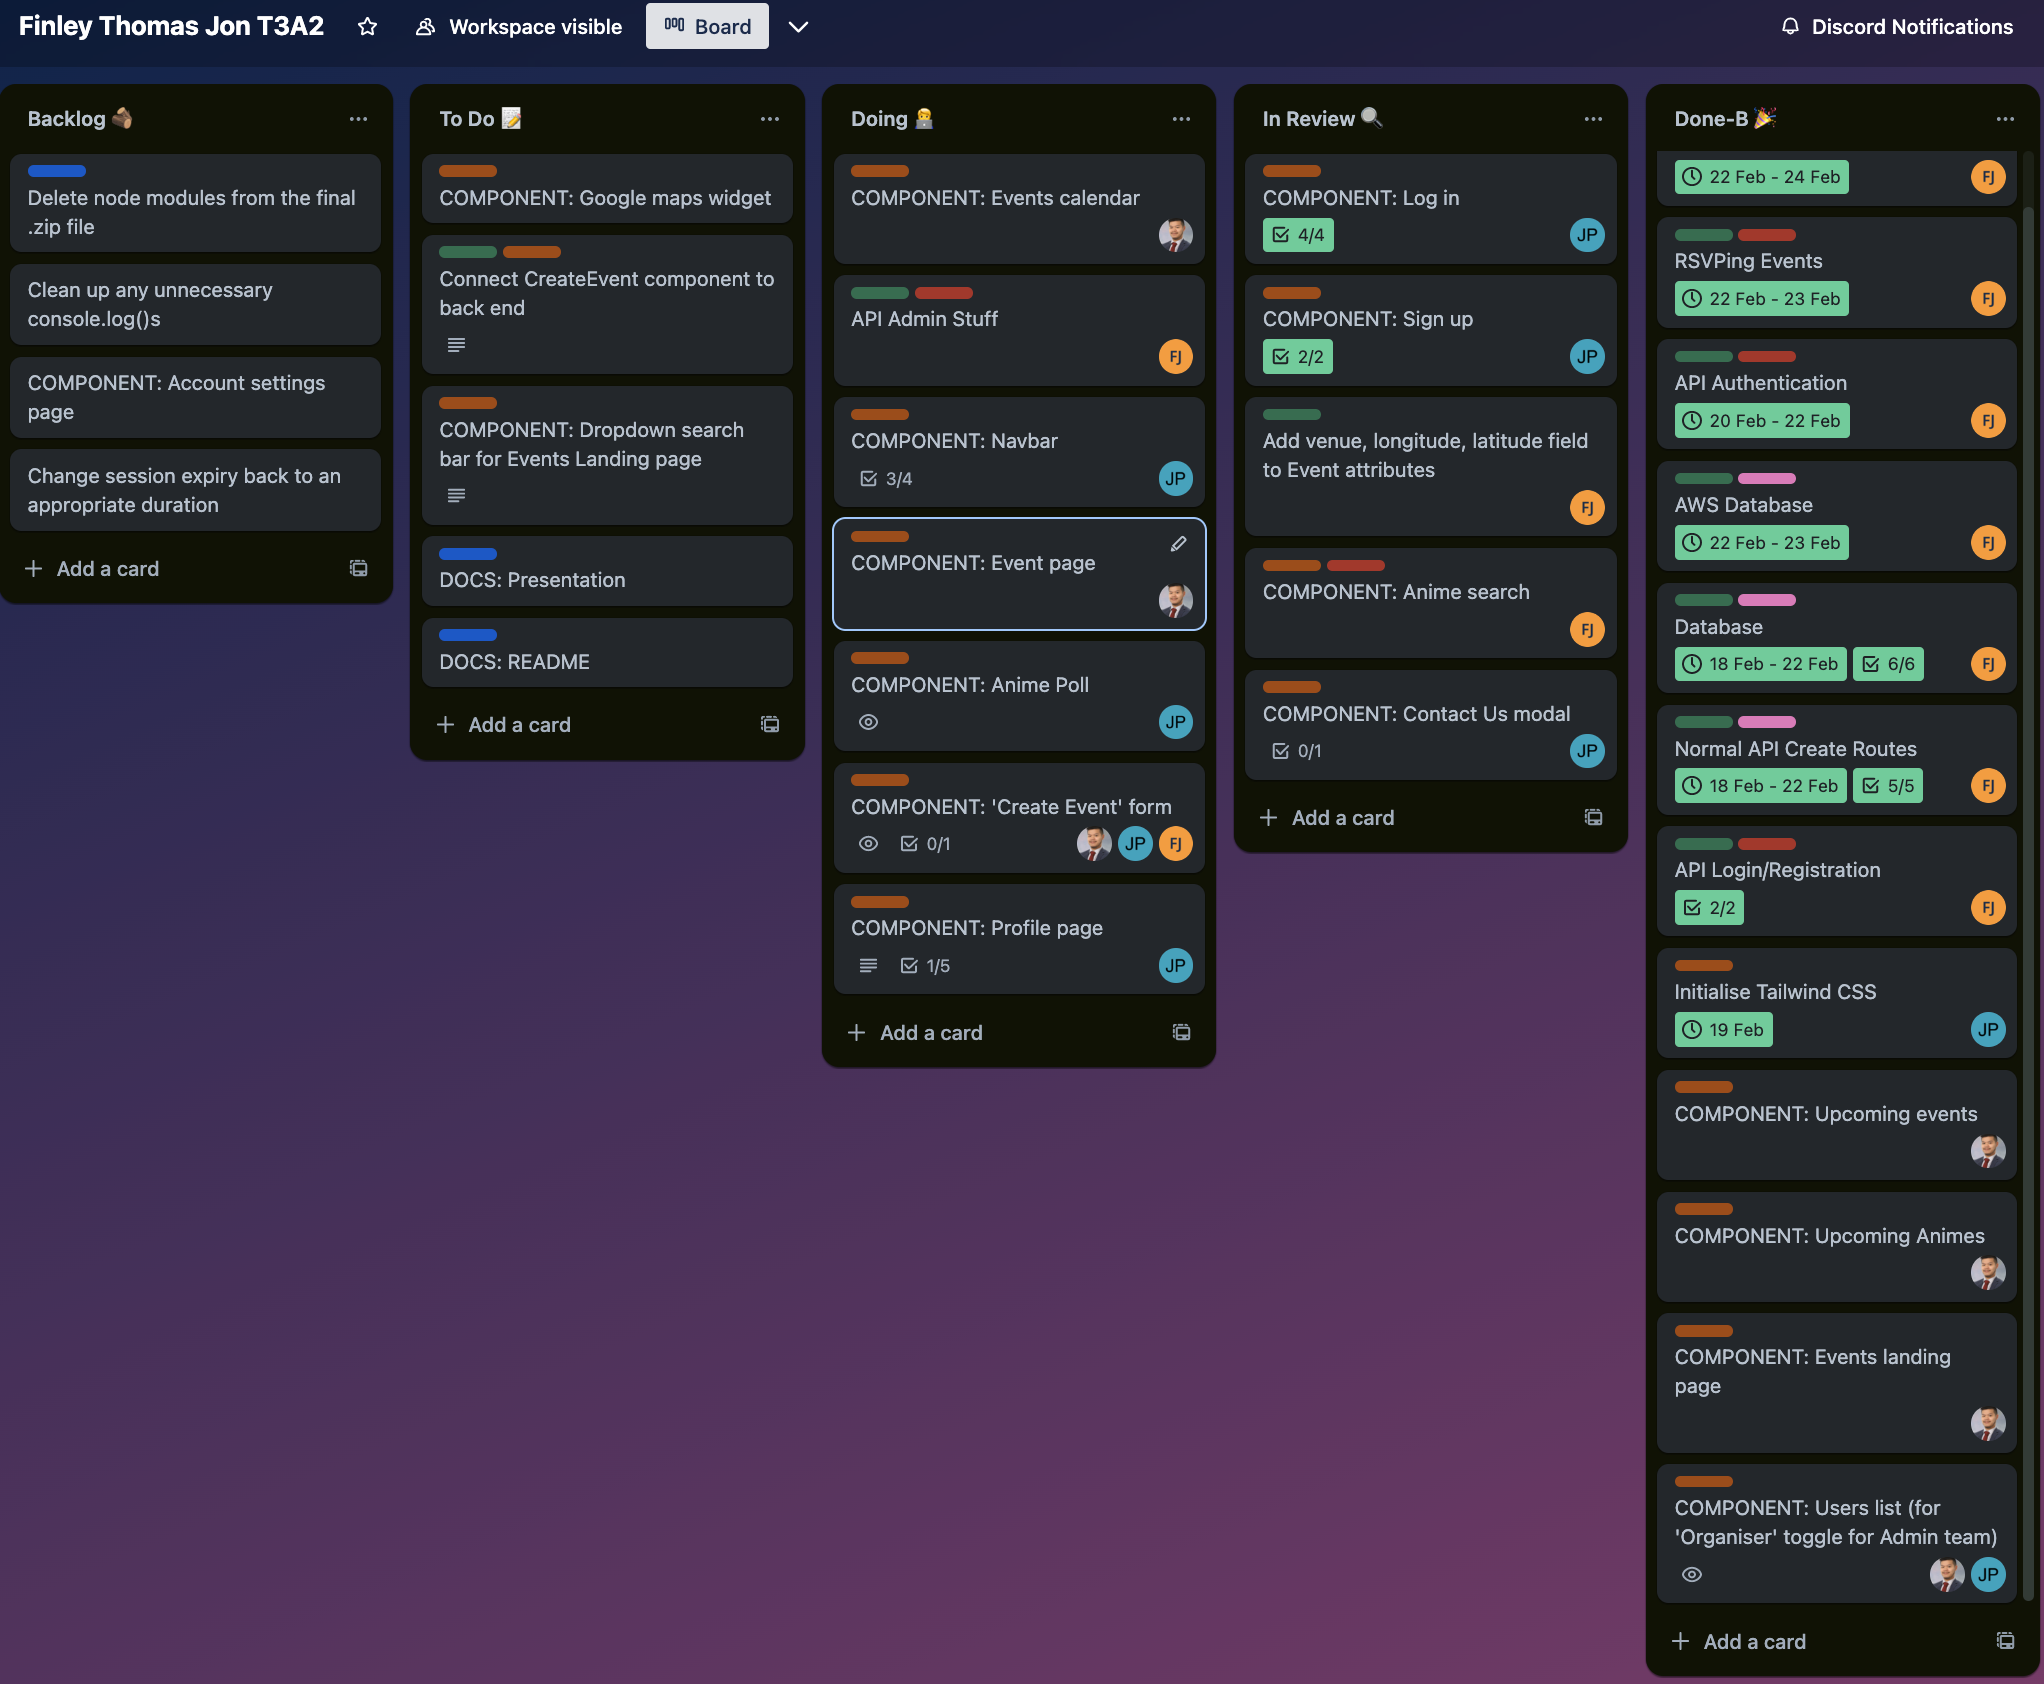 Finley Thomas Jon T3A2
Workspace visible
Board
Discord Notifications
Backlog
Delete node modules from the final
.zip file
Clean up any unnecessary
console.log()s
COMPONENT: Account settings
page
Change session expiry back to an
appropriate duration
Add a card
To Do
COMPONENT: Google maps widget
Connect CreateEvent component to
back end
COMPONENT: Dropdown search
bar for Events Landing page
DOCS: Presentation
DOCS: README
Add a card
Doing
COMPONENT: Events calendar
API Admin Stuff
FJ
COMPONENT: Navbar
3/4
JP
COMPONENT: Event page
COMPONENT: Anime Poll
JP
COMPONENT: 'Create Event' form
0/1
JP
FJ
COMPONENT: Profile page
1/5
JP
Add a card
In Review
COMPONENT: Log in
4/4
JP
COMPONENT: Sign up
2/2
JP
Add venue, longitude, latitude field
to Event attributes
FJ
COMPONENT: Anime search
FJ
COMPONENT: Contact Us modal
0/1
JP
Add a card
Done-B
22 Feb - 24 Feb
FJ
RSVPing Events
22 Feb - 23 Feb
FJ
API Authentication
20 Feb - 22 Feb
FJ
AWS Database
22 Feb - 23 Feb
FJ
Database
18 Feb - 22 Feb
6/6
FJ
Normal API Create Routes
18 Feb - 22 Feb
5/5
FJ
API Login/Registration
2/2
FJ
Initialise Tailwind CSS
19 Feb
JP
COMPONENT: Upcoming events
COMPONENT: Upcoming Animes
COMPONENT: Events landing
page
COMPONENT: Users list (for
'Organiser' toggle for Admin team)
JP
Add a card